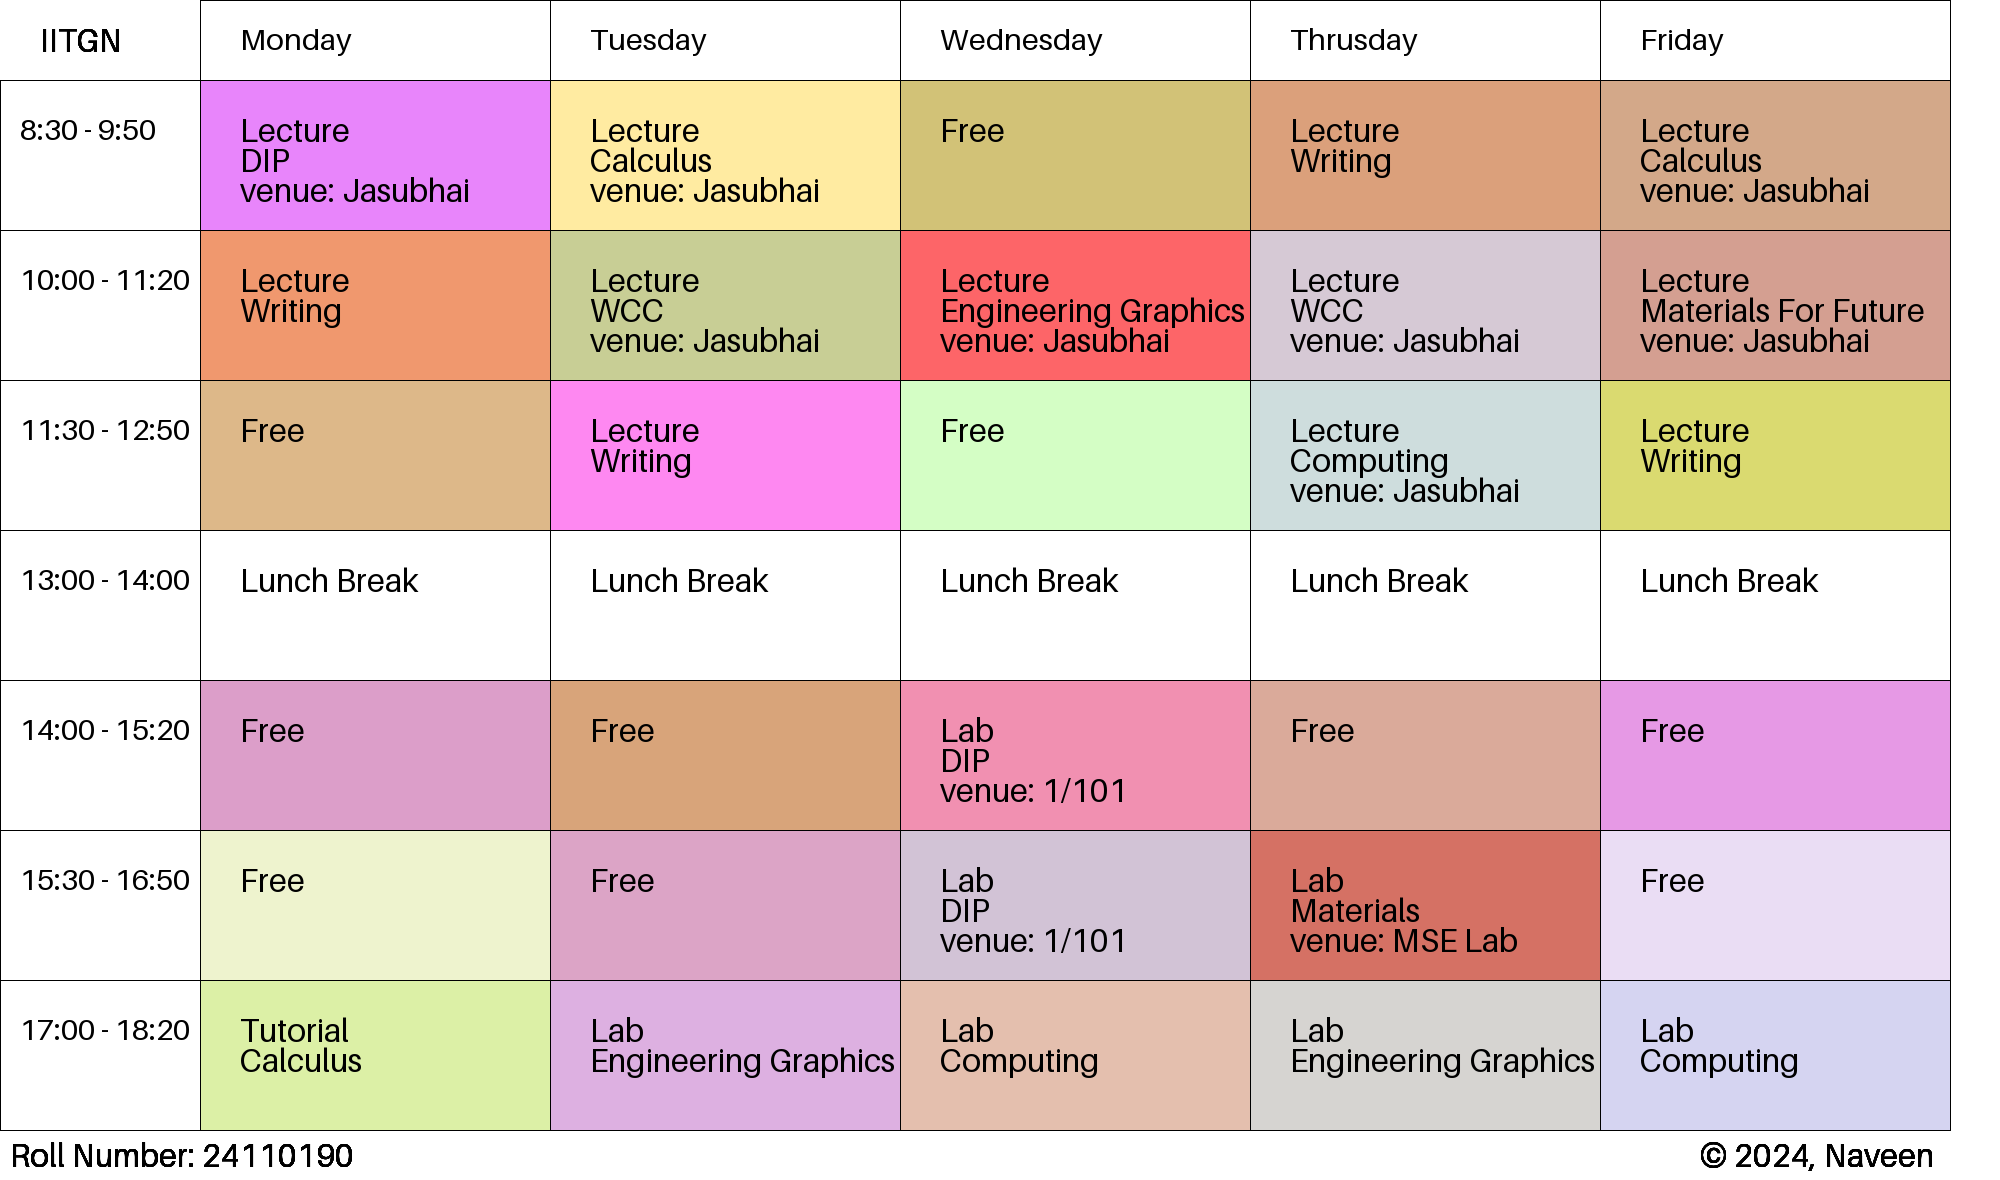 IITGN
Monday
Tuesday
Wednesday
Thrusday
Friday
8:30 - 9:50
Lecture
DIP
venue: Jasubhai
Lecture
Calculus
venue: Jasubhai
Free
Lecture
Writing
Lecture
Calculus
venue: Jasubhai
10:00 - 11:20
Lecture
Writing
Lecture
WCC
venue: Jasubhai
Lecture
Engineering Graphics
venue: Jasubhai
Lecture
WCC
venue: Jasubhai
Lecture
Materials For Future
venue: Jasubhai
11:30 - 12:50
Free
Lecture
Writing
Free
Lecture
Computing
venue: Jasubhai
Lecture
Writing
13:00 - 14:00
Lunch Break
Lunch Break
Lunch Break
Lunch Break
Lunch Break
14:00 - 15:20
Free
Free
Lab
DIP
venue: 1/101
Free
Free
15:30 - 16:50
Free
Free
Lab
DIP
venue: 1/101
Lab
Materials
venue: MSE Lab
Free
17:00 - 18:20
Tutorial
Calculus
Lab
Engineering Graphics
Lab
Computing
Lab
Engineering Graphics
Lab
Computing
Roll Number: 24110190
© 2024, Naveen